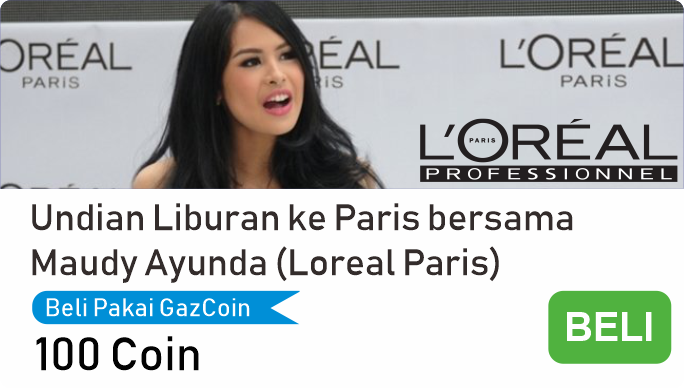 ORÉAL
PARiS
L'ORÉAL
PARiS
L'ORÉAL
PARIS
PROFESSIONNEL
Undian Liburan ke Paris bersama
Maudy Ayunda (Loreal Paris)
Beli Pakai GazCoin
100 Coin
BELI